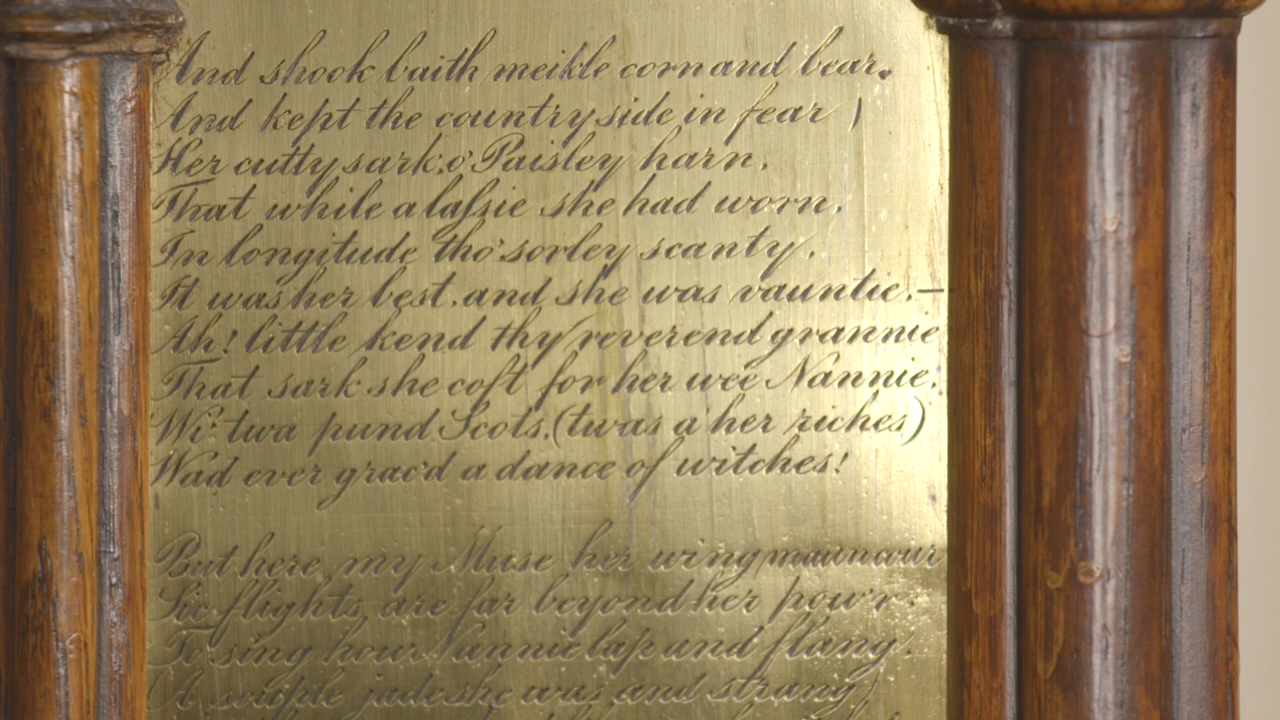 And shook baith meikle corn and bear,
And kept the country side in fear )
Her cutty sark, o' Paisley harn,
That while a laſsie she had worn,
In longitude tho' sorley scanty,
It was her best, and she was vauntie.—
Ah! little kend thy reverend grannie
That sark she coft for her wee Nannie,
Wi' twa pund Scots, (twas a' her riches)
Wad ever grac'd a dance of witches!
But here my Muse her wing maun cour
Sic flights are far beyond her pow'r:
To sing how Nannie lap and flang,
(A souple jade she was and strang)